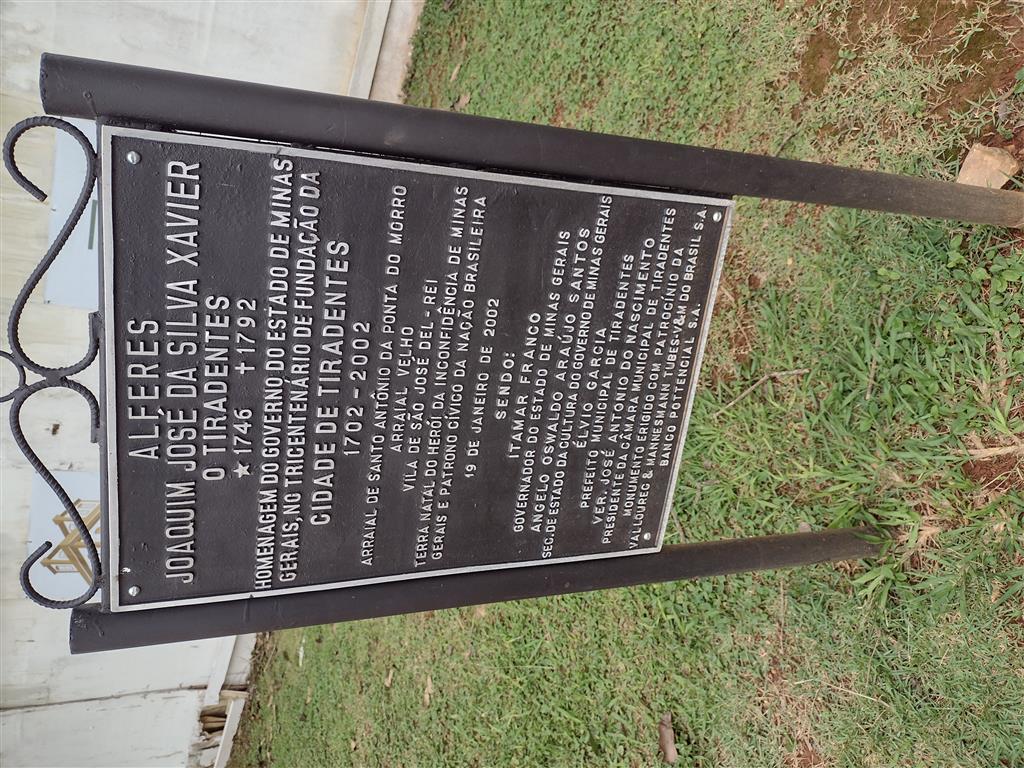 ALFERES
JOAQUIM JOSÉ DA SILVA XAVIER
O TIRADENTES
★1746 +1792
HOMENAGEM DO GOVERNO DO ESTADO DE MINAS
GERAIS, NO TRICENTENÁRIO DE FUNDAÇÃO DA
CIDADE DE TIRADENTES
1702-2002
ARRAIAL DE SANTO ANTÔNIO DA PONTA DO MORRO
ARRAIAL VELHO
VILA DE SÃO JOSÉ DEL-REI
TERRA NATAL DO HERÓI DA INCONFIDÊNCIA DE MINAS
GERAIS E PATRONO CÍVICO DA NAÇÃO BRASILEIRA
19 DE JANEIRO DE 2002
SENDO:
ITAMAR FRANCO
GOVERNADOR DO ESTADO DE MINAS GERAIS
ANGELO OSWALDO ARAÚJO SANTOS
SEC. DE ESTADO DA CULTURA DO GOVERNO DE MINAS GERAIS
ÉLVIO GARCIA
PREFEITO MUNICIPAL DE TIRADENTES
VER. JOSÉ ANTONIO DO NASCIMENTO
PRESIDENTE DA CÂMARA MUNICIPAL DE TIRADENTES
MONUMENTO ERIGIDO COM PATROCÍNIO DA
VALLOUREG & MANNESMANN TUBES-V&M DO BRASIL S.A.
BANCO POTTENCIAL S.A.